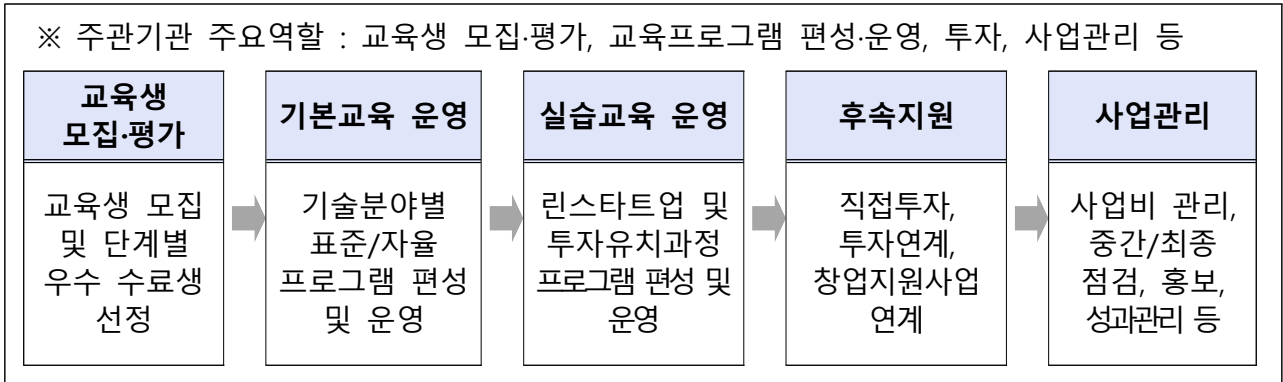 ※ 주관기관 주요역할 : 교육생 모집·평가, 교육프로그램 편성·운영, 투자, 사업관리 등
교육생
모집·평가
교육생 모집
및 단계별
우수 수료생
선정
기본교육 운영
기술분야별
표준/자율
프로그램 편성
및 운영
실습교육 운영
린스타트업 및
투자유치과정
프로그램 편성 및
운영
후속지원
직접투자,
투자연계,
창업지원사업
연계
사업관리
사업비 관리,
중간/최종
점검, 홍보,
성과관리 등